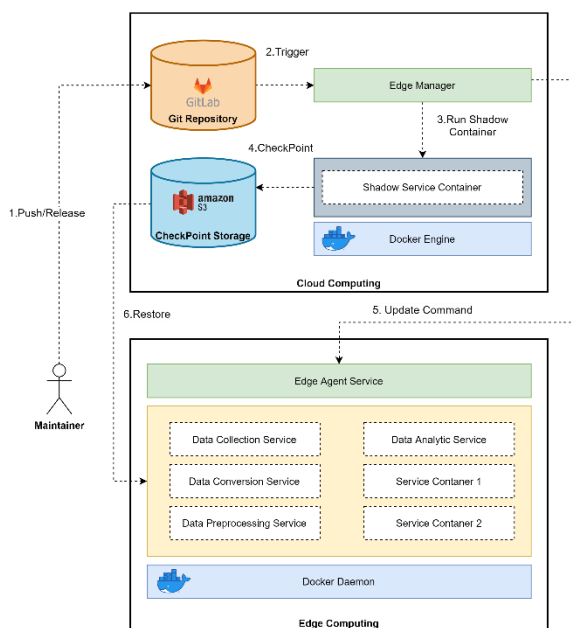 2.Trigger
GitLab
Git Repository
Edge Manager
3.Run Shadow
Container
4.CheckPoint
Shadow Service Container
amazon
S3
CheckPoint Storage
Docker Engine
Cloud Computing
1.Push/Release
6.Restore
5. Update Command
Maintainer
Edge Agent Service
Data Collection Service
Data Analytic Service
Data Conversion Service
Service Contaner 1
Data Preprocessing Service
Service Contaner 2
Docker Daemon
Edge Computing